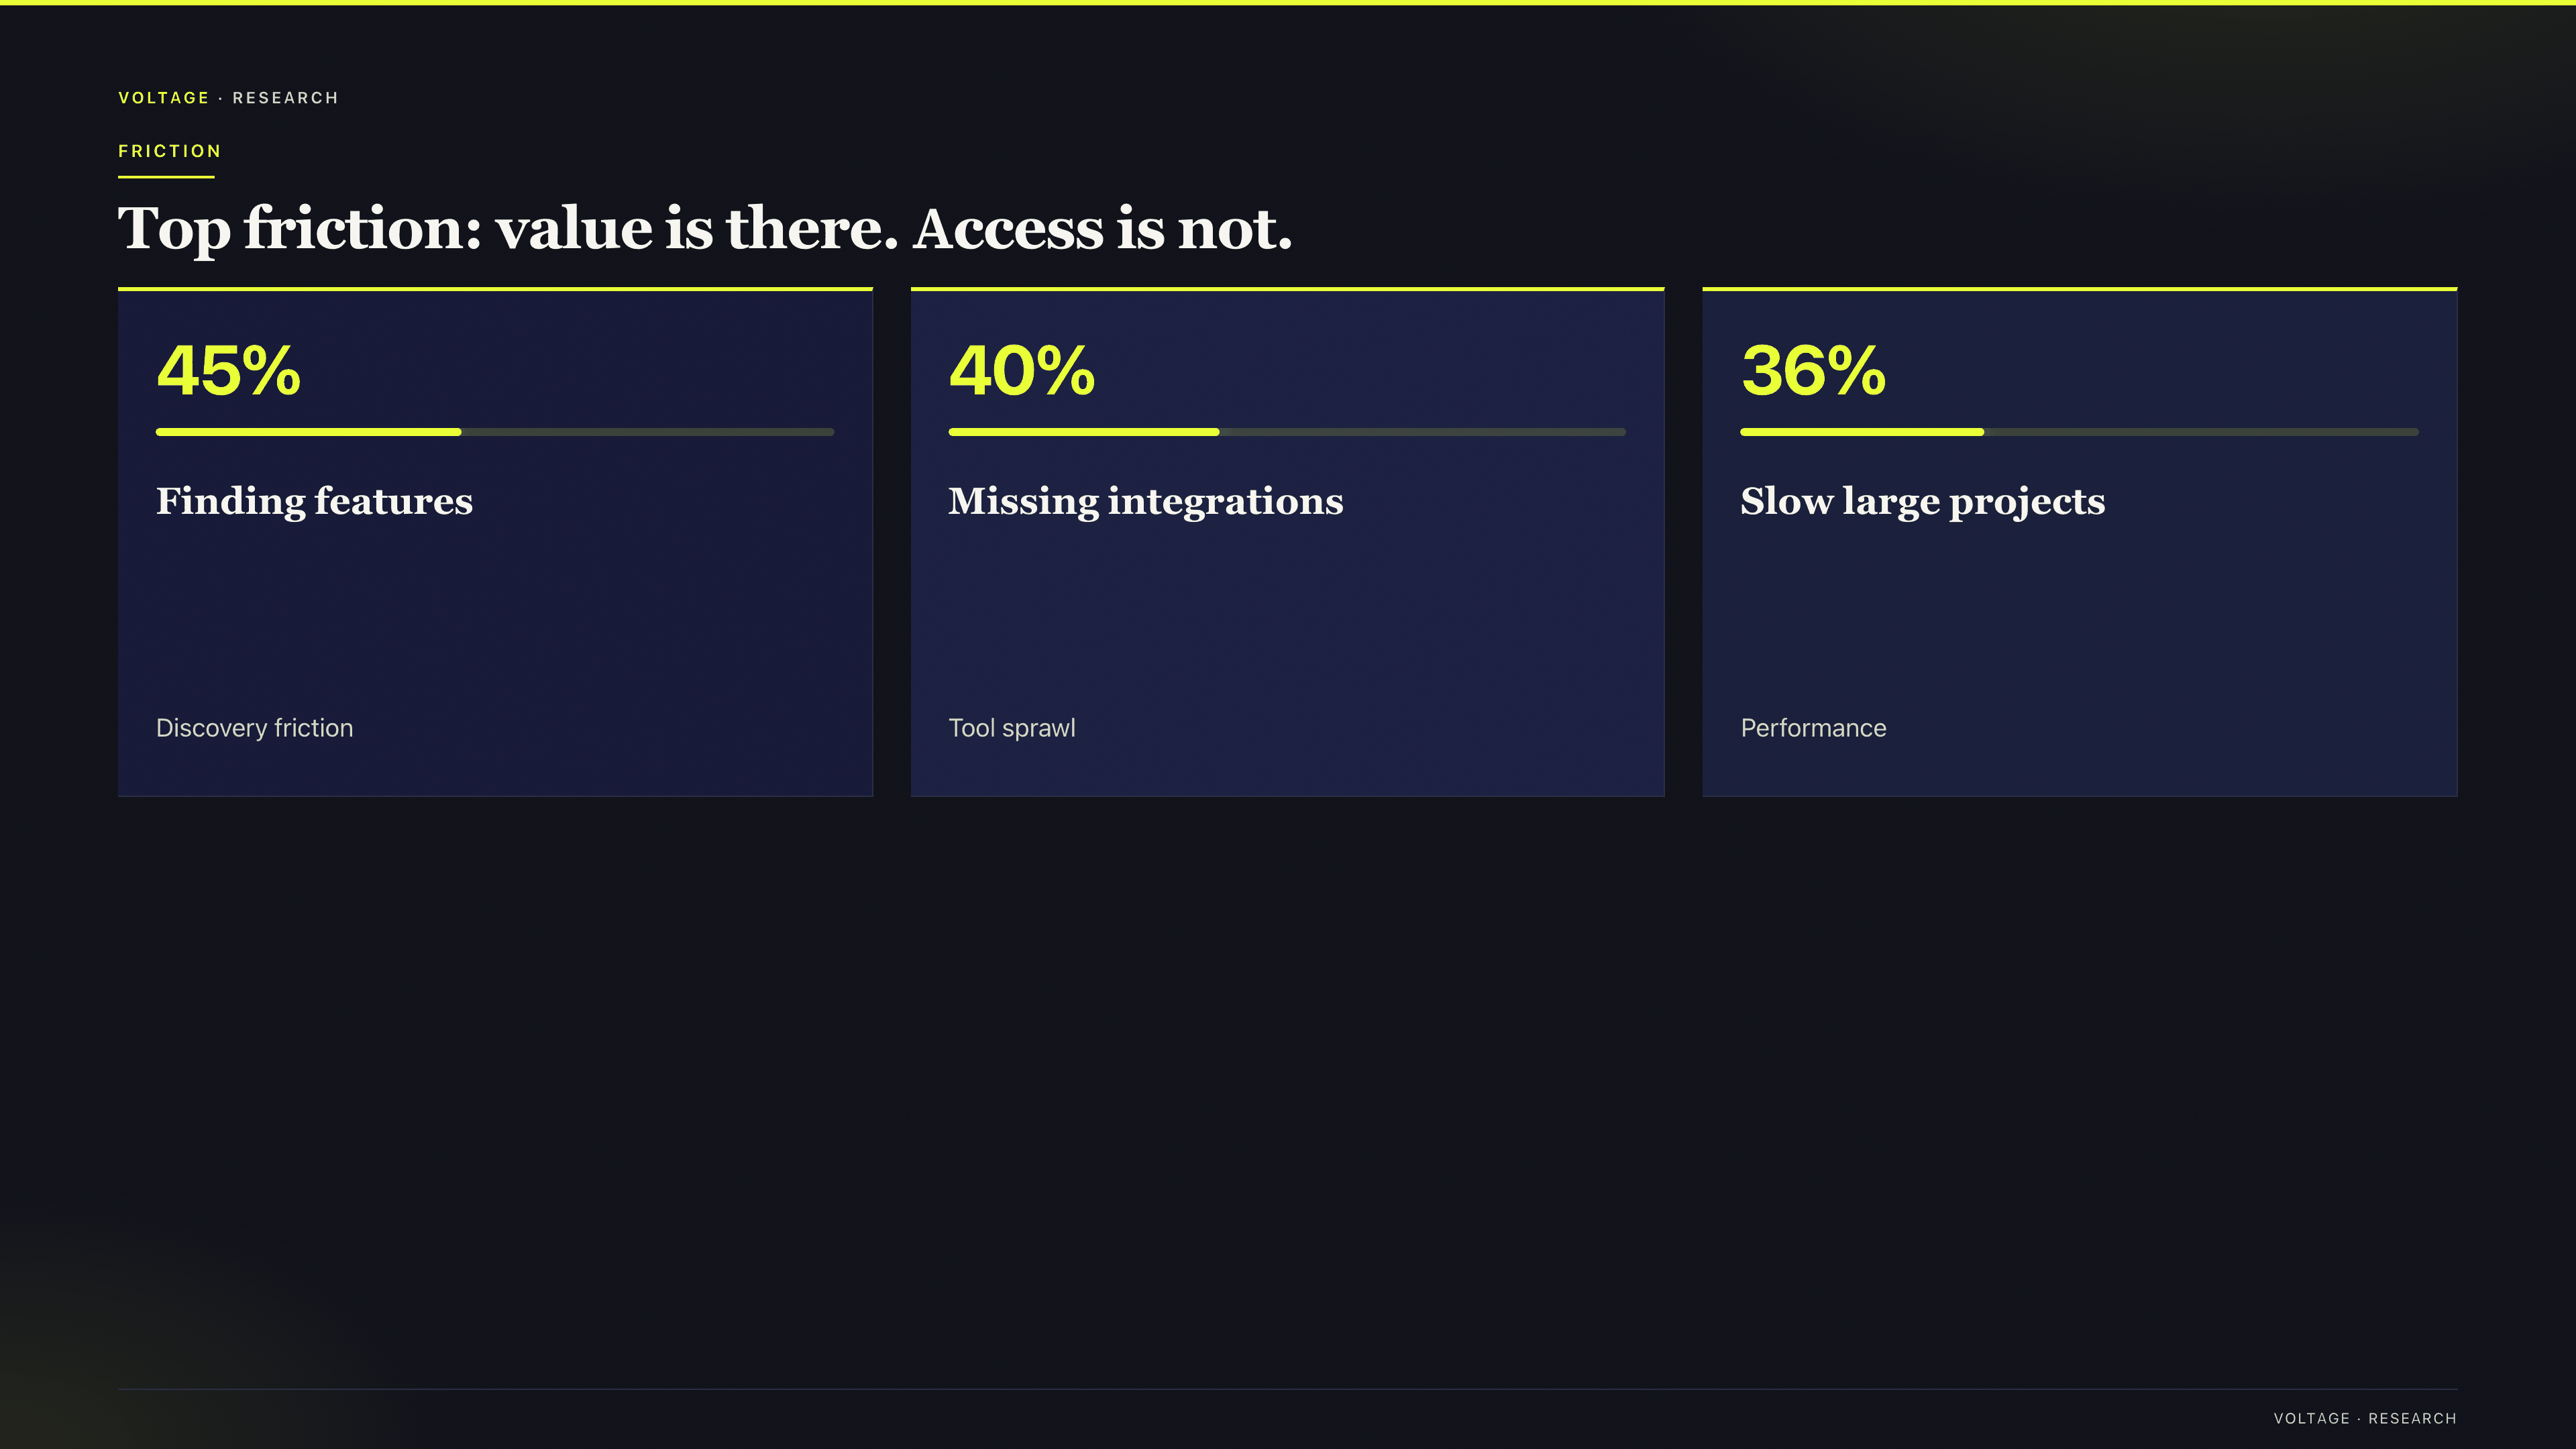 VOLTAGE · RESEARCH
FRICTION
Top friction: value is there. Access is not.
45%
Finding features
Discovery friction
40%
Missing integrations
Tool sprawl
36%
Slow large projects
Performance
VOLTAGE · RESEARCH